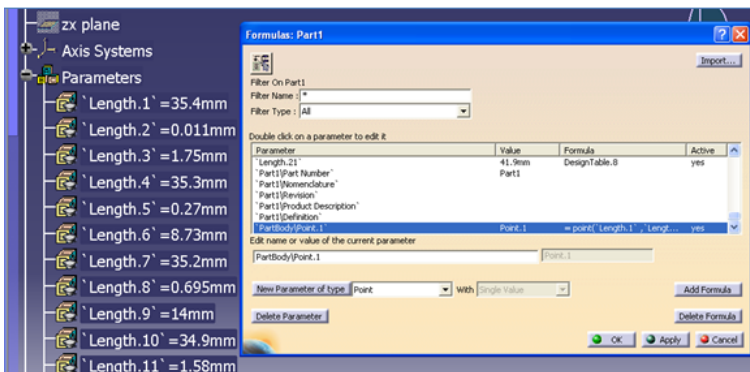 zx plane
Axis Systems
Parameters
`Length.1`=35.4mm
`Length.2`=0.011mm
`Length.3`=1.75mm
`Length.4`=35.3mm
`Length.5`=0.27mm
`Length.6`=8.73mm
`Length.7`=35.2mm
`Length.8`=0.695mm
`Length.9`=14mm
`Length.10`=34.9mm
`Length.11`=1.58mm
Formulas: Part1
Import...
Filter On Part1
Filter Name : *
Filter Type : All
Double click on a parameter to edit it
Parameter Value Formula Active
`Length.21` 41.9mm DesignTable.8 yes
`Part1\Part Number` Part1
`Part1\Nomenclature`
`Part1\Revision`
`Part1\Product Description`
`Part1\Definition`
`PartBody\Point.1` Point.1 = point(`Length.1` ,`Lengt... yes
Edit name or value of the current parameter
PartBody\Point.1 Point.1
New Parameter of type Point With Single Value Add Formula
Delete Parameter Delete Formula
OK Apply Cancel